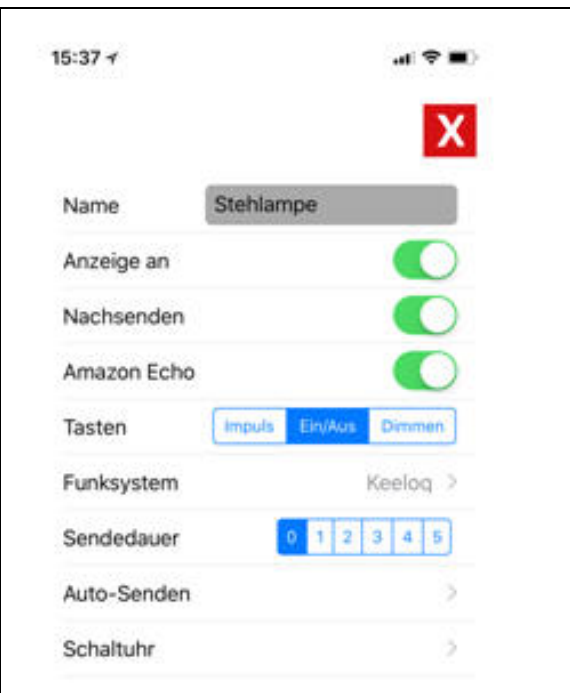 15:37
X
Name Stehlampe
Anzeige an
Nachsenden
Amazon Echo
Tasten Impuls Ein/Aus Dimmen
Funksystem Keeloq >
Sendedauer 0 1 2 3 4 5
Auto-Senden >
Schaltuhr >